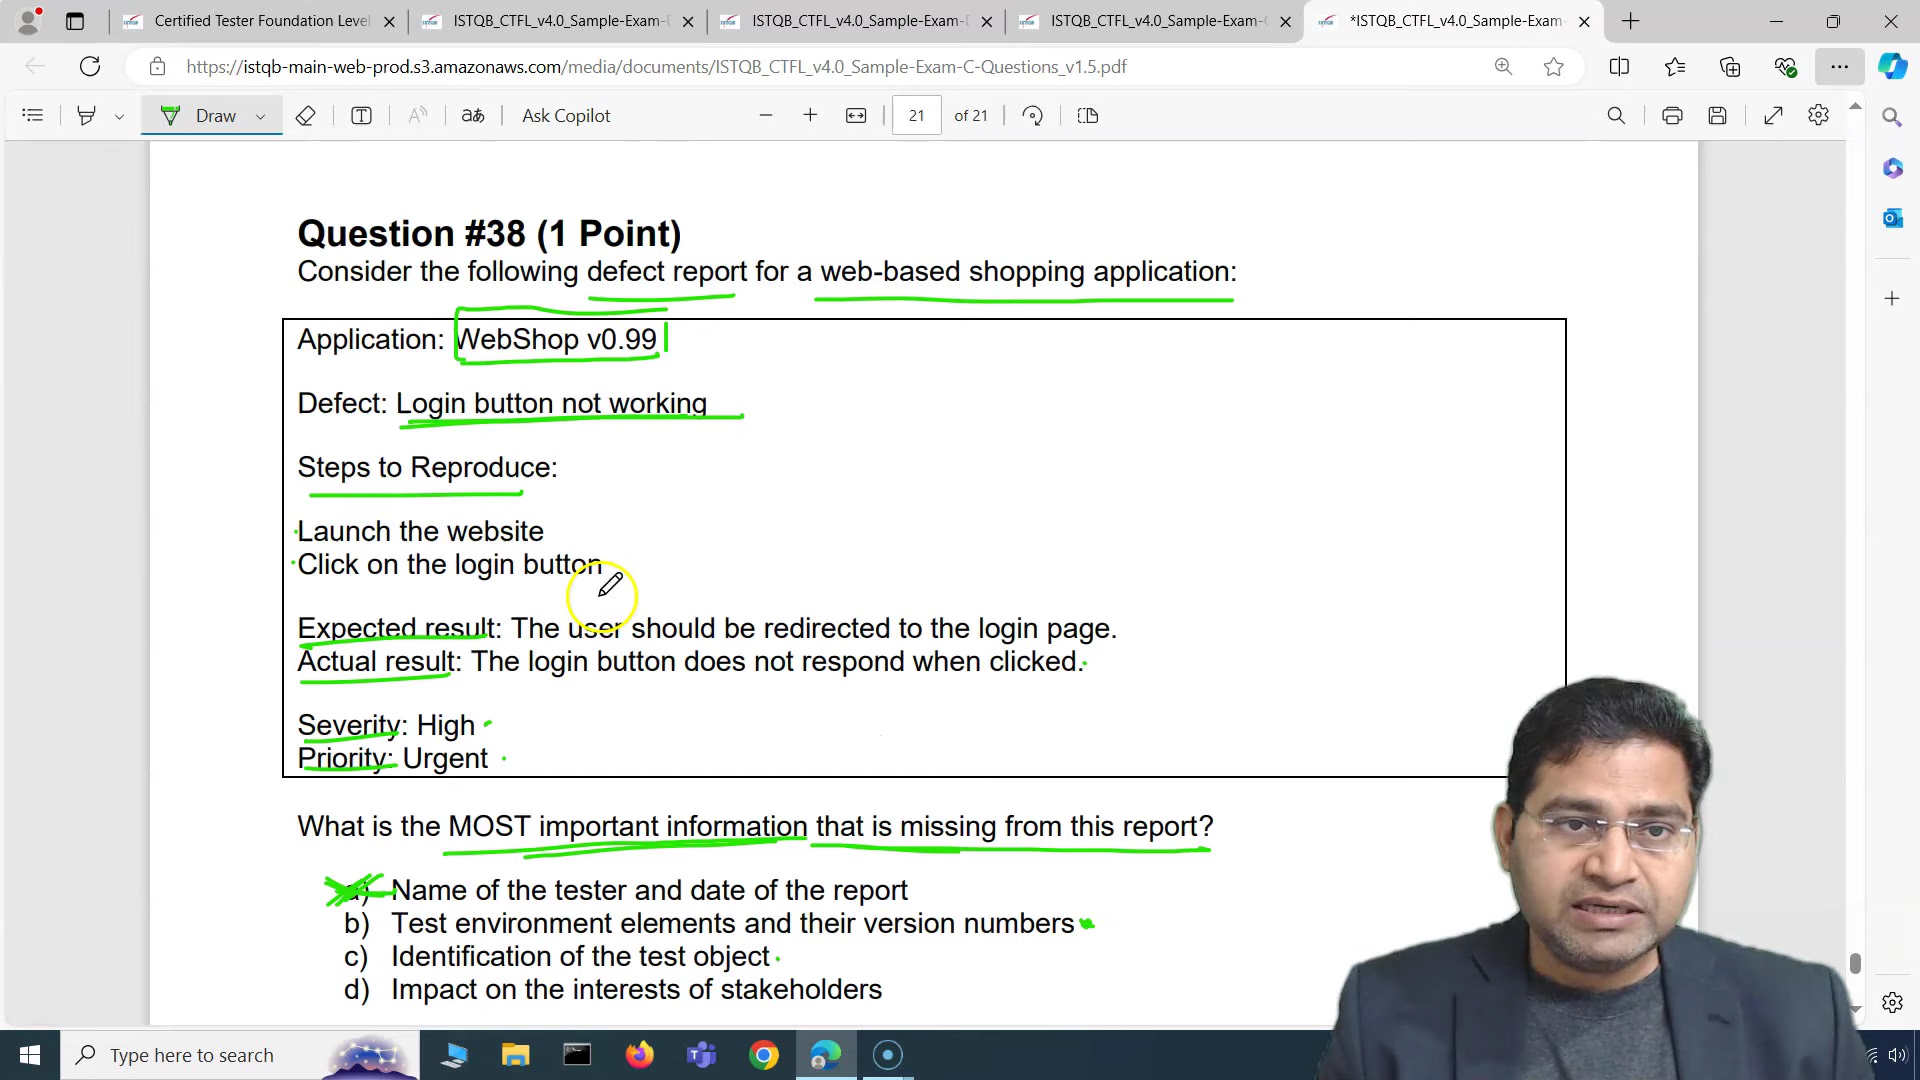 Certified Tester Foundation Leve
ISTQB_CTFL_v4.0_Sample-Exam-
ISTQB_CTFL_v4.0_Sample-Exam-
ISTQB_CTFL_v4.0_Sample-Exam-
*ISTQB_CTFL_v4.0_Sample-Exam-
https://istqb-main-web-prod.s3.amazonaws.com/media/documents/ISTQB_CTFL_v4.0_Sample-Exam-C-Questions_v1.5.pdf
Draw
aあ
Ask Copilot
21 of 21
Question #38 (1 Point)
Consider the following defect report for a web-based shopping application:
Application: WebShop v0.99
Defect: Login button not working
Steps to Reproduce:
Launch the website
Click on the login button
Expected result: The user should be redirected to the login page.
Actual result: The login button does not respond when clicked.
Severity: High
Priority: Urgent
What is the MOST important information that is missing from this report?
a) Name of the tester and date of the report
b) Test environment elements and their version numbers
c) Identification of the test object
d) Impact on the interests of stakeholders
Type here to search